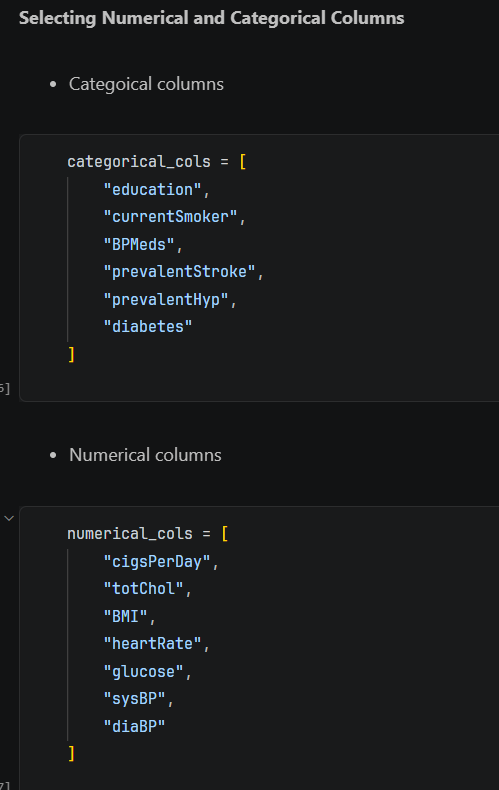 Selecting Numerical and Categorical Columns
• Categoical columns
categorical_cols = [
"education",
"currentSmoker",
"BPMeds",
"prevalentStroke",
"prevalentHyp",
"diabetes"
]
• Numerical columns
numerical_cols = [
"cigsPerDay",
"totChol",
"BMI",
"heartRate",
"glucose",
"sysBP",
"diaBP"
]